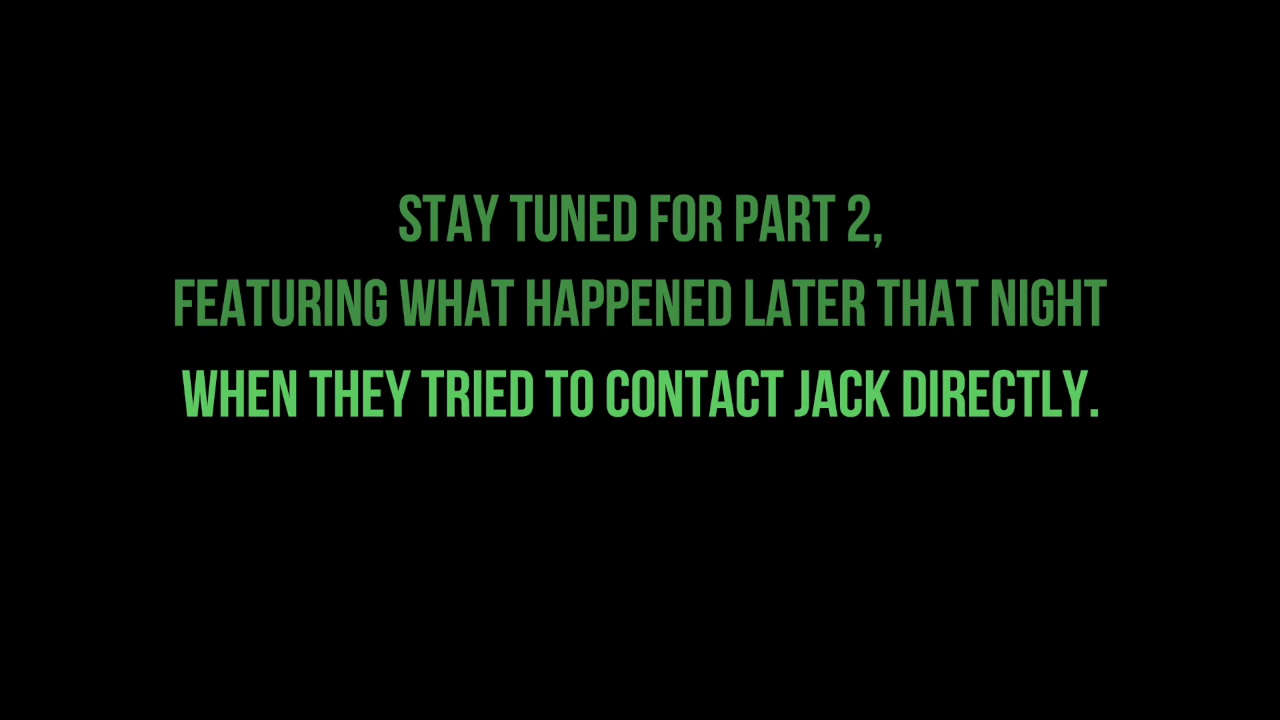 STAY TUNED FOR PART 2,
FEATURING WHAT HAPPENED LATER THAT NIGHT
WHEN THEY TRIED TO CONTACT JACK DIRECTLY.